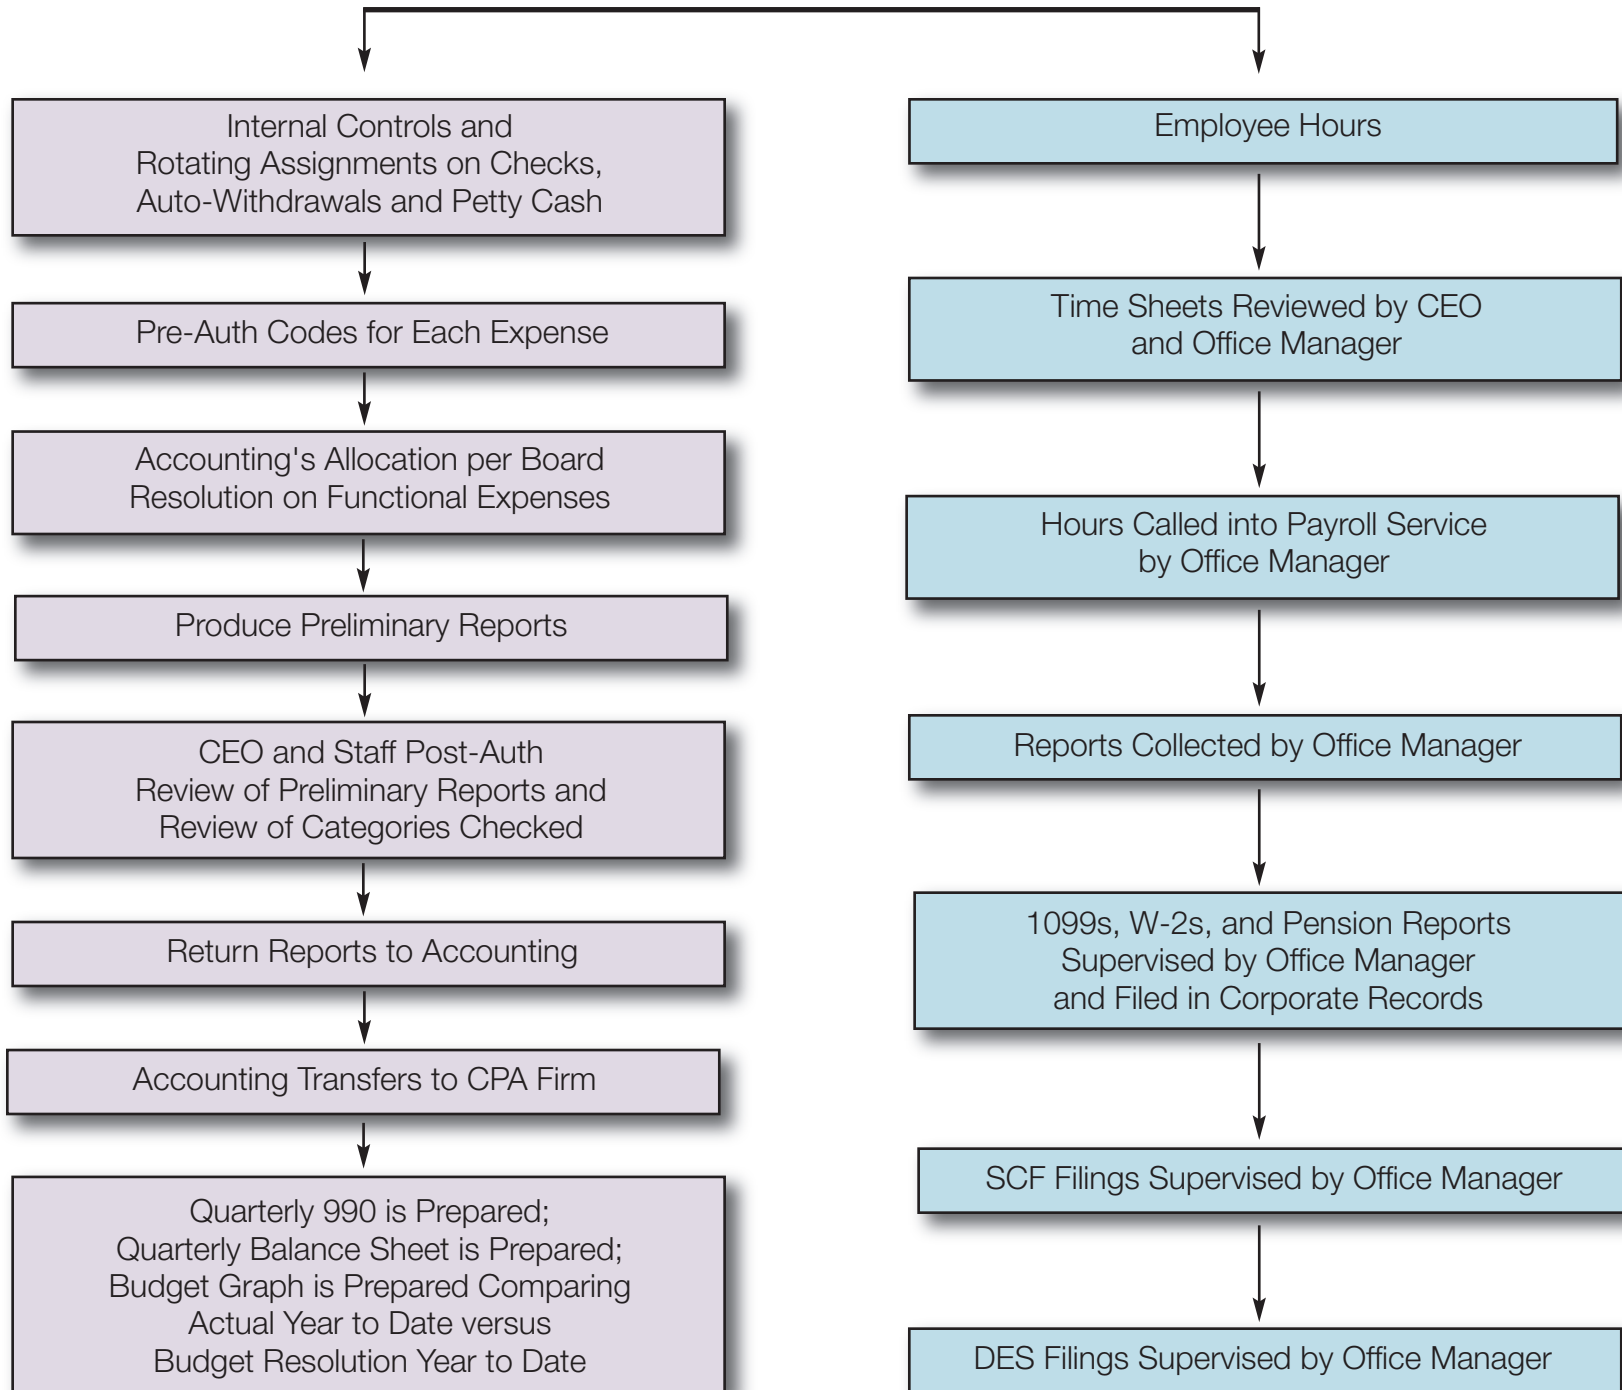 Internal Controls and
Rotating Assignments on Checks,
Auto-Withdrawals and Petty Cash
Pre-Auth Codes for Each Expense
Accounting's Allocation per Board
Resolution on Functional Expenses
Produce Preliminary Reports
CEO and Staff Post-Auth
Review of Preliminary Reports and
Review of Categories Checked
Return Reports to Accounting
Accounting Transfers to CPA Firm
Quarterly 990 is Prepared;
Quarterly Balance Sheet is Prepared;
Budget Graph is Prepared Comparing
Actual Year to Date versus
Budget Resolution Year to Date
Employee Hours
Time Sheets Reviewed by CEO
and Office Manager
Hours Called into Payroll Service
by Office Manager
Reports Collected by Office Manager
1099s, W-2s, and Pension Reports
Supervised by Office Manager
and Filed in Corporate Records
SCF Filings Supervised by Office Manager
DES Filings Supervised by Office Manager